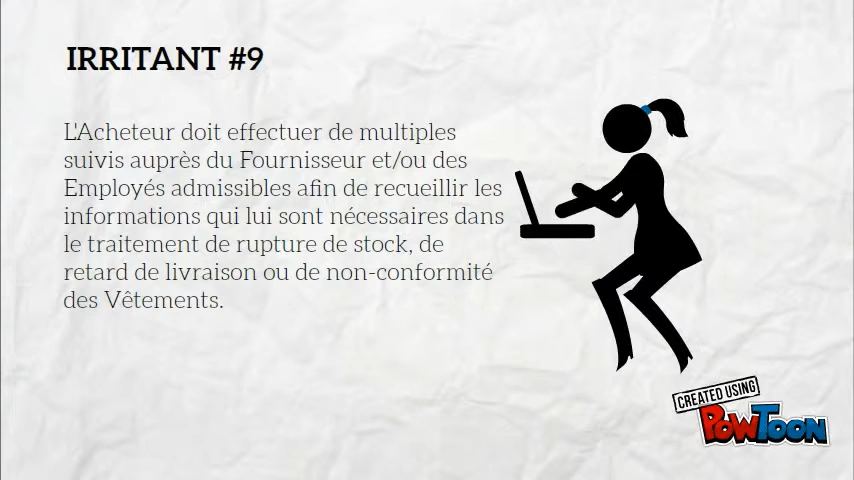 IRRITANT #9
L'Acheteur doit effectuer de multiples
suivis auprès du Fournisseur et/ou des
Employés admissibles afin de recueillir les
informations qui lui sont nécessaires dans
le traitement de rupture de stock, de
retard de livraison ou de non-conformité
des Vêtements.
CREATED USING
POWTOON